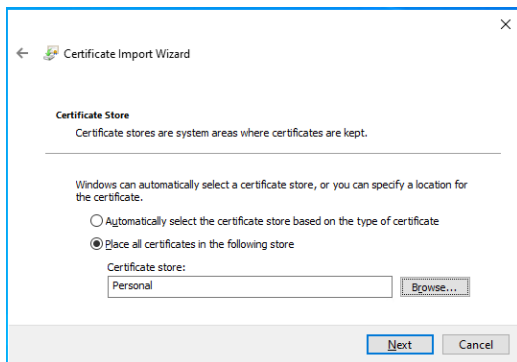 Certificate Import Wizard
Certificate Store
Certificate stores are system areas where certificates are kept.
Windows can automatically select a certificate store, or you can specify a location for
the certificate.
Automatically select the certificate store based on the type of certificate
Place all certificates in the following store
Certificate store:
Personal
Browse...
Next
Cancel